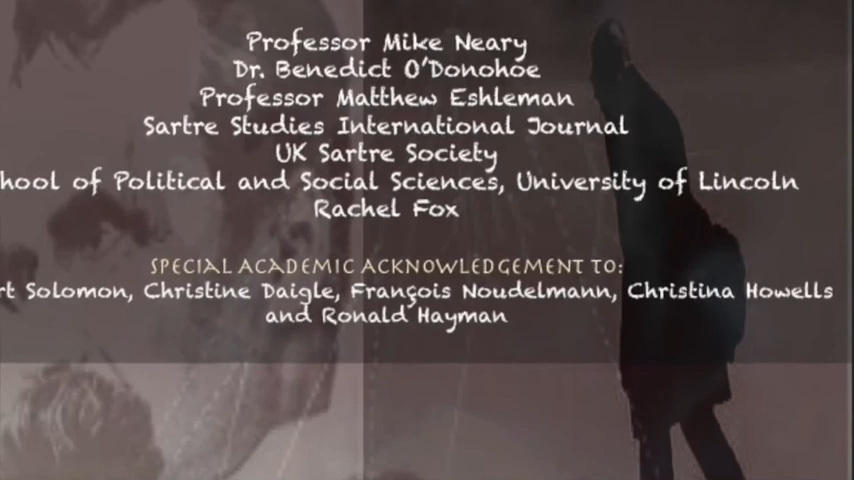 Professor Mike Neary
Dr. Benedict O'Donohoe
Professor Matthew Eshleman
Sartre Studies International Journal
UK Sartre Society
hool of Political and Social Sciences, University of Lincoln
Rachel Fox
SPECIAL ACADEMIC ACKNOWLEDGEMENT TO:
rt Solomon, Christine Daigle, François Noudelmann, Christina Howells
and Ronald Hayman